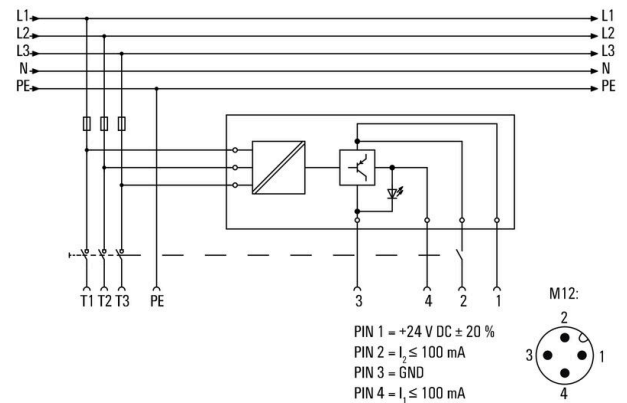 L1 L1
L2 L2
L3 L3
N N
PE PE
T1 T2 T3 PE 3 4 2 1
M12:
2
3 1
4
PIN 1 = +24 V DC ± 20 %
PIN 2 = I₂ ≤ 100 mA
PIN 3 = GND
PIN 4 = I₁ ≤ 100 mA